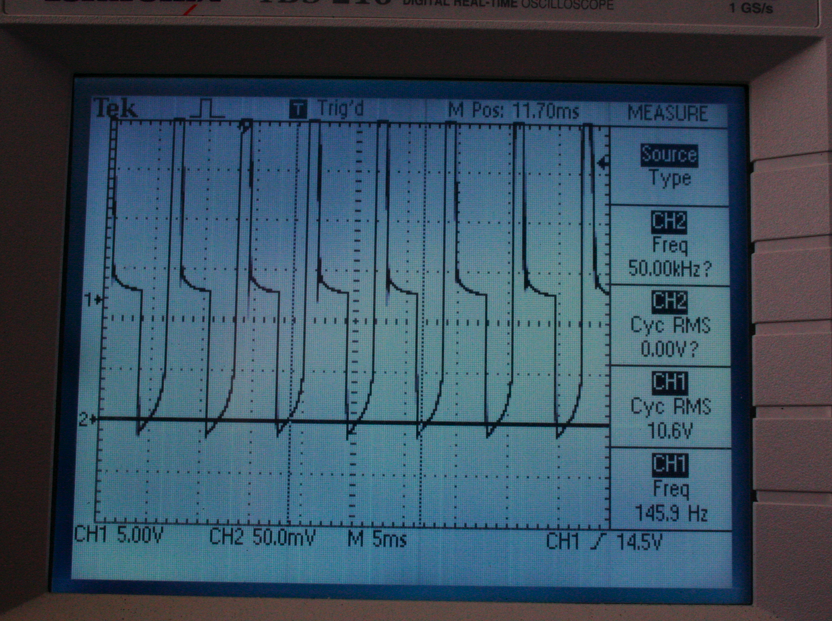 DIGITAL REAL-TIME OSCILLOSCOPE
1 GS/s
Tek
T Trig'd
M Pos: 11.70ms
MEASURE
Source
Type
CH2
Freq
50.00kHz?
CH2
Cyc RMS
0.00V?
CH1
Cyc RMS
10.6V
CH1
Freq
145.9 Hz
1
2
CH1 5.00V
CH2 50.0mV
M 5ms
CH1
14.5V